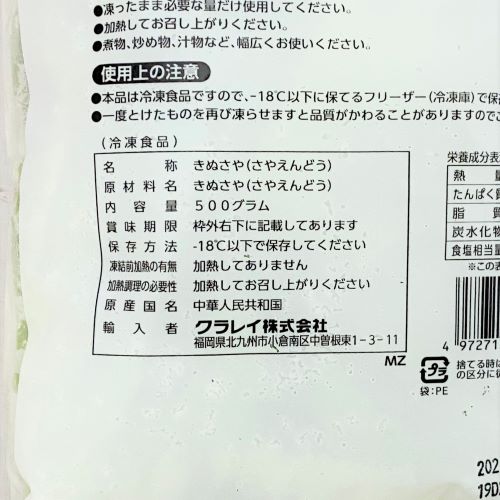 ●凍ったまま必要な量だけ使用してください。
●加熱してお召し上がりください。
●煮物、炒め物、汁物など、幅広くお使いください。
使用上の注意
●本品は冷凍食品ですので、-18℃以下に保てるフリーザー(冷凍庫)で保
●一度とけたものを再び凍らせますと品質がかわることがありますのでご
(冷凍食品)
名称 きぬさや(さやえんどう)
原材料名 きぬさや(さやえんどう)
内容量 500グラム
賞味期限 枠外右下に記載してあります
保存方法 -18℃以下で保存してください
凍結前加熱の有無 加熱してありません
加熱調理の必要性 加熱してお召し上がりください
原産国名 中華人民共和国
輸入者 クラレイ株式会社
福岡県北九州市小倉南区中曽根東1-3-11
MZ
栄養成分表
熱量
たんぱく質
脂質
炭水化物
食塩相当量
※この表
4 97271
プラ
袋:PE
捨てる時は
の区分に従
202
19D